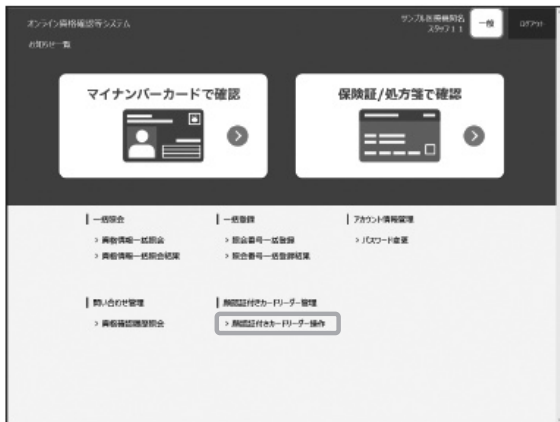 オンライン資格確認等システム
サンプル医療機関名
スタッフ11
一般
ログアウト
お知らせ一覧
マイナンバーカードで確認
保険証/処方箋で確認
一括照会
一括登録
アカウント情報管理
> 資格情報一括照会
> 照会番号一括登録
> パスワード変更
> 資格情報一括照会結果
> 照会番号一括登録結果
問い合わせ管理
顔認証付きカードリーダー管理
> 資格確認履歴照会
> 顔認証付きカードリーダー操作